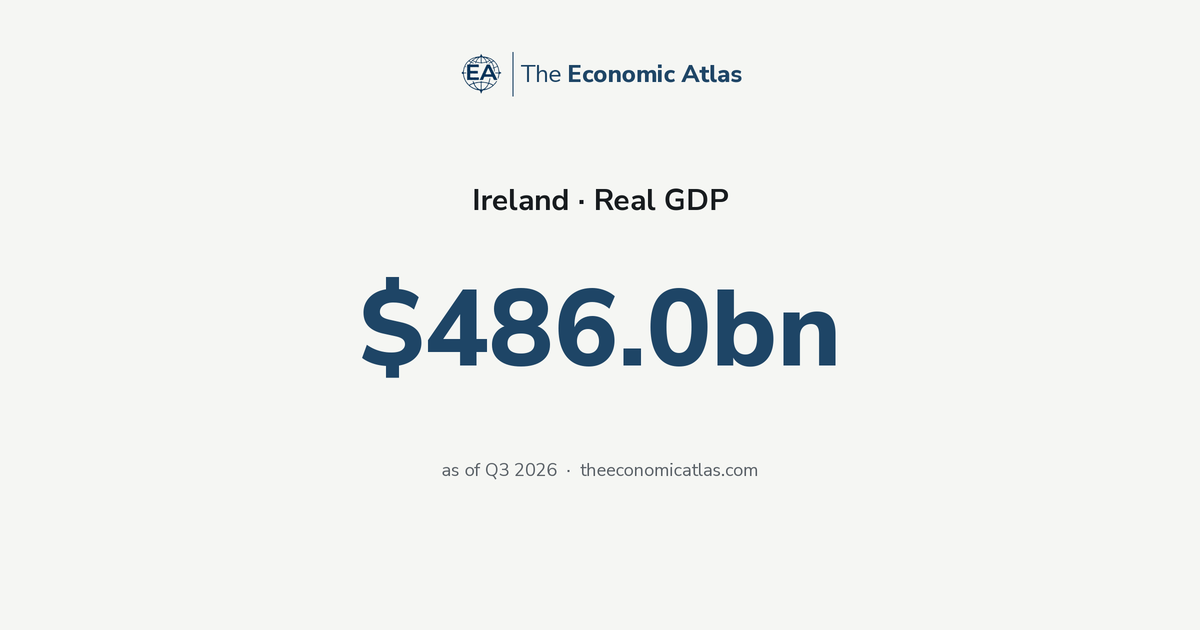 EA The Economic Atlas
Ireland · Real GDP
$486.0bn
as of Q3 2026 · theeconomicatlas.com